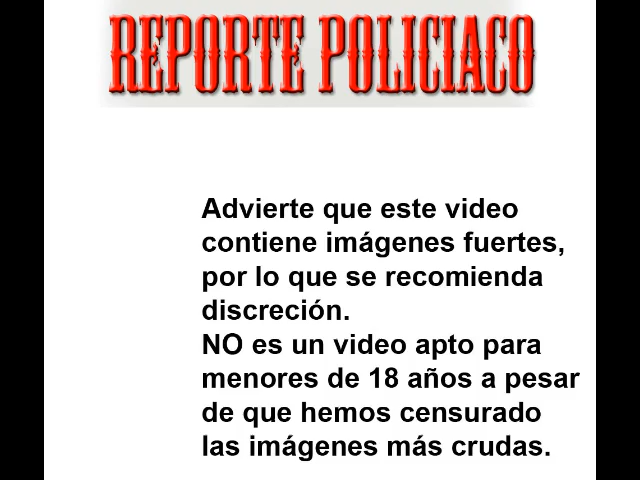 REPORTE POLICIACO
Advierte que este video
contiene imágenes fuertes,
por lo que se recomienda
discreción.
NO es un video apto para
menores de 18 años a pesar
de que hemos censurado
las imágenes más crudas.